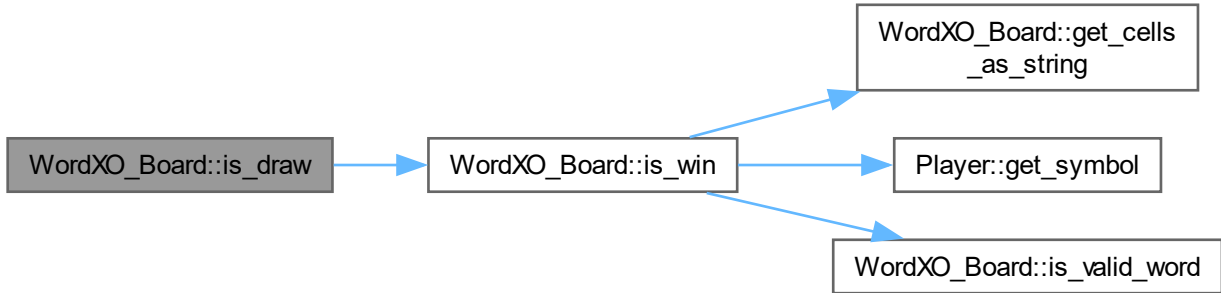 WordXO_Board::is_draw
WordXO_Board::is_win
WordXO_Board::get_cells
_as_string
Player::get_symbol
WordXO_Board::is_valid_word